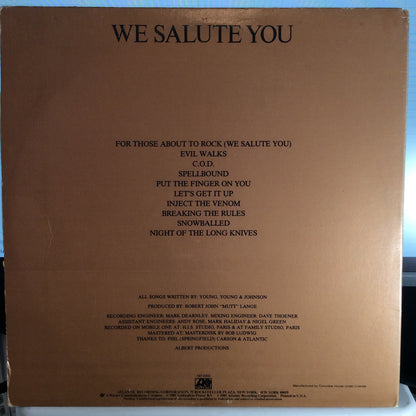 WE SALUTE YOU
FOR THOSE ABOUT TO ROCK (WE SALUTE YOU)
EVIL WALKS
C.O.D.
SPELLBOUND
PUT THE FINGER ON YOU
LET'S GET IT UP
INJECT THE VENOM
BREAKING THE RULES
SNOWBALLED
NIGHT OF THE LONG KNIVES
ALL SONGS WRITTEN BY: YOUNG, YOUNG & JOHNSON
PRODUCED BY: ROBERT JOHN "MUTT" LANGE
RECORDING ENGINEER: MARK DEARNLEY. MIXING ENGINEER: DAVE THOENER
ASSISTANT ENGINEERS: ANDY ROSE, MARK HALIDAY & NIGEL GREEN
RECORDED ON MOBILE ONE AT: H.I.S. STUDIO, PARIS & AT FAMILY STUDIO, PARIS
MASTERED AT: MASTERDISK BY BOB LUDWIG
THANKS TO: PHIL (SPRINGFIELD) CARSON & ATLANTIC
ALBERT PRODUCTIONS